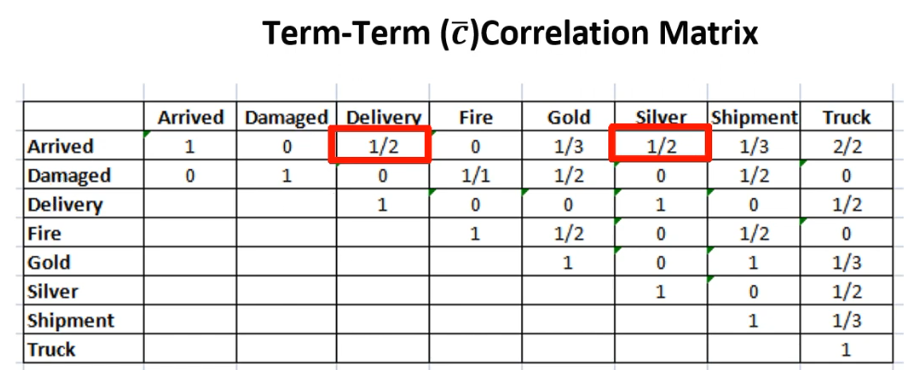 Term-Term (c̅)Correlation Matrix
Arrived Damaged Delivery Fire Gold Silver Shipment Truck
Arrived 1 0 1/2 0 1/3 1/2 1/3 2/2
Damaged 0 1 0 1/1 1/2 0 1/2 0
Delivery 1 0 0 1 0 1/2
Fire 1 1/2 0 1/2 0
Gold 1 0 1 1/3
Silver 1 0 1/2
Shipment 1 1/3
Truck 1